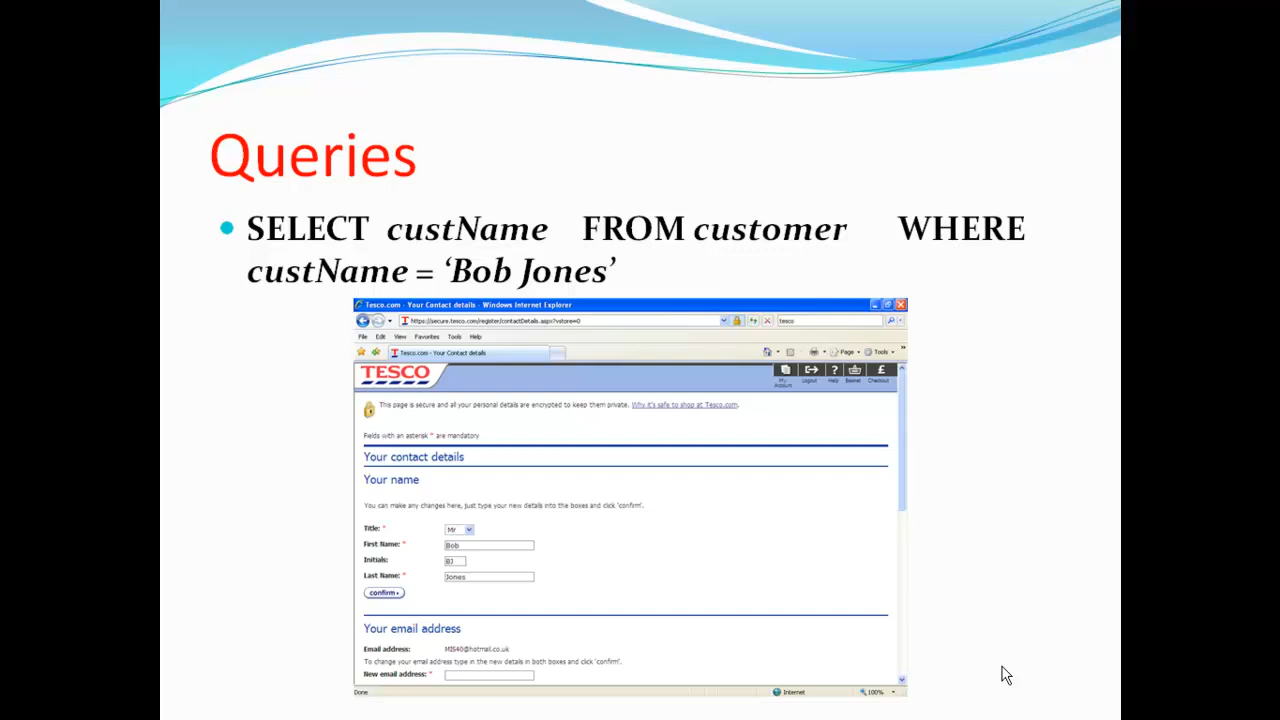 Queries
SELECT custName FROM customer WHERE
custName = ‘Bob Jones’
Tesco.com - Your Contact details - Windows Internet Explorer
https://secure.tesco.com/register/contactDetails.aspx?vstore=0
tesco
File Edit View Favorites Tools Help
Tesco.com - Your Contact details
Page Tools
TESCO
My Account Logout Help Basket Checkout
This page is secure and all your personal details are encrypted to keep them private. Why it's safe to shop at Tesco.com.
Fields with an asterisk * are mandatory
Your contact details
Your name
You can make any changes here, just type your new details into the boxes and click 'confirm'.
Title: * Mr
First Name: * Bob
Initials: BJ
Last Name: * Jones
confirm
Your email address
Email address: MIS40@hotmail.co.uk
To change your email address type in the new details in both boxes and click 'confirm'.
New email address: *
Done Internet 100%